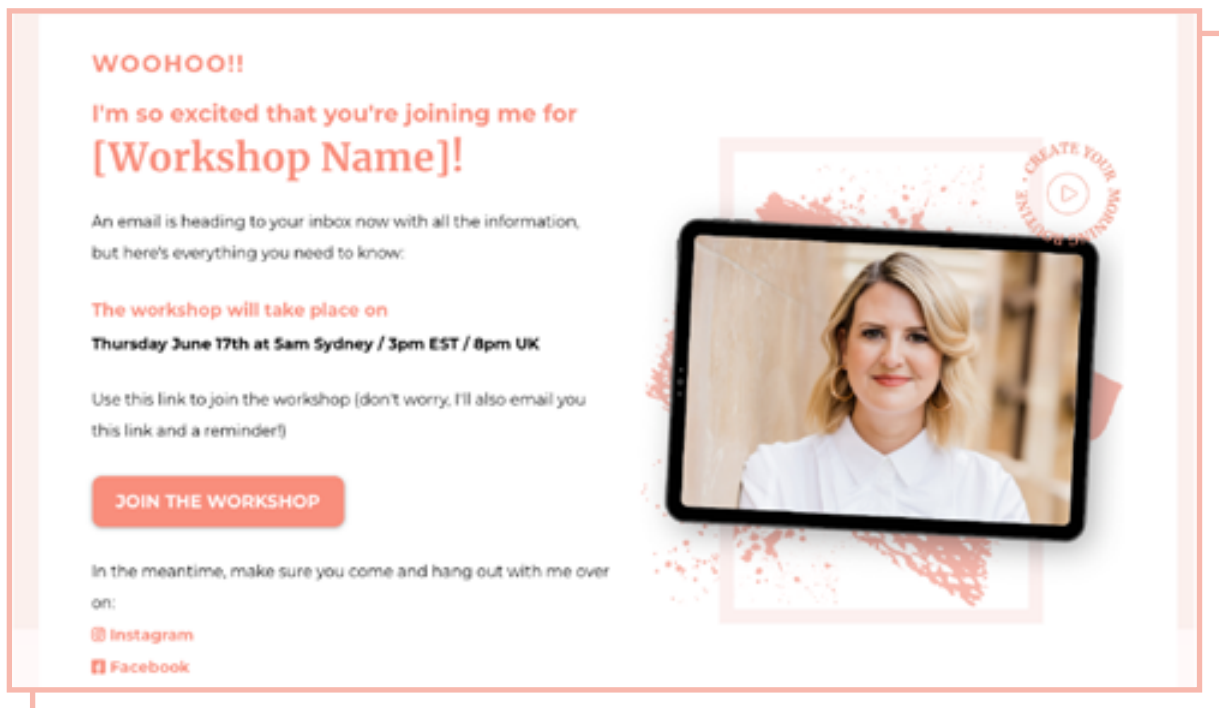 WOOHOO!!
I'm so excited that you're joining me for
[Workshop Name]!
An email is heading to your inbox now with all the information,
but here's everything you need to know:
The workshop will take place on
Thursday June 17th at 5am Sydney / 3pm EST / 8pm UK
Use this link to join the workshop (don't worry, I'll also email you
this link and a reminder!)
JOIN THE WORKSHOP
In the meantime, make sure you come and hang out with me over
on:
Instagram
Facebook
· CREATE YOUR MORNING ROUTINE